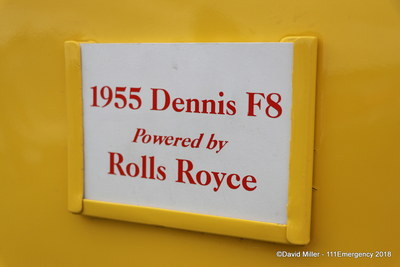 1955 Dennis F8
Powered by
Rolls Royce
©David Miller - 111Emergency 2018